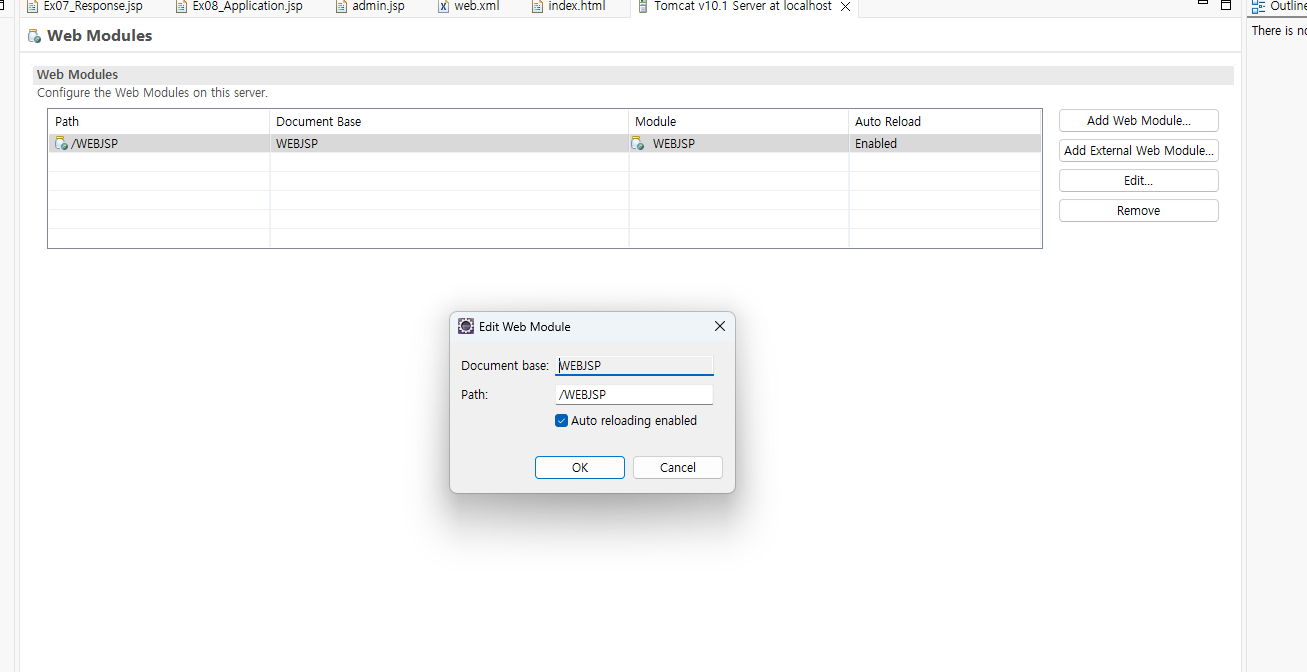 Ex07_Response.jsp Ex08_Application.jsp admin.jsp web.xml index.html Tomcat v10.1 Server at localhost Outline
There is no
Web Modules
Web Modules
Configure the Web Modules on this server.
Path Document Base Module Auto Reload
/WEBJSP WEBJSP WEBJSP Enabled
Add Web Module...
Add External Web Module...
Edit...
Remove
Edit Web Module
Document base: WEBJSP
Path: /WEBJSP
Auto reloading enabled
OK Cancel